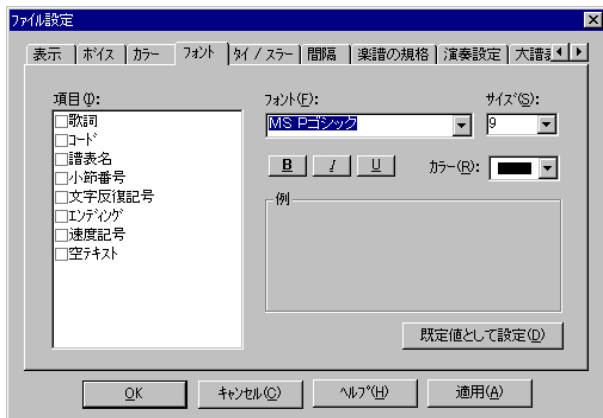 ファイル設定
表示 ﾎﾞｲｽ ｶﾗｰ ﾌｫﾝﾄ ﾀｲ / ｽﾗｰ 間隔 楽譜の規格 演奏設定 大譜表
項目(I):
歌詞
ｺｰﾄﾞ
譜表名
小節番号
文字反復記号
ｴﾝﾃﾞｨﾝｸﾞ
速度記号
空ﾃｷｽﾄ
ﾌｫﾝﾄ(F):
MS Pゴシック
ｻｲｽﾞ(S):
9
B I U
ｶﾗｰ(R):
例
既定値として設定(D)
OK ｷｬﾝｾﾙ(C) ﾍﾙﾌﾟ(H) 適用(A)